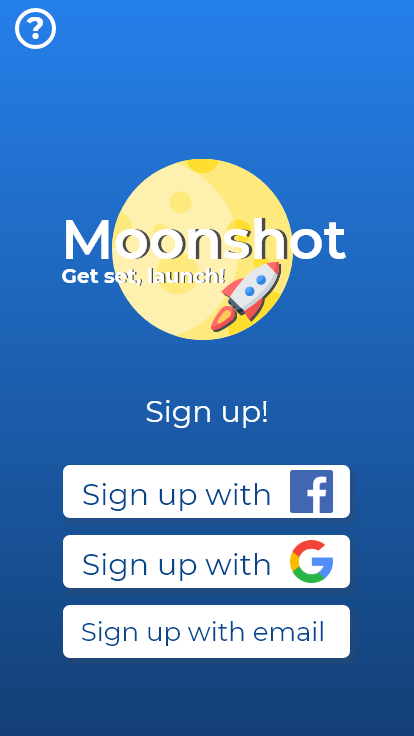 ?
Moonshot
Get set, launch!
Sign up!
Sign up with
Sign up with
Sign up with email